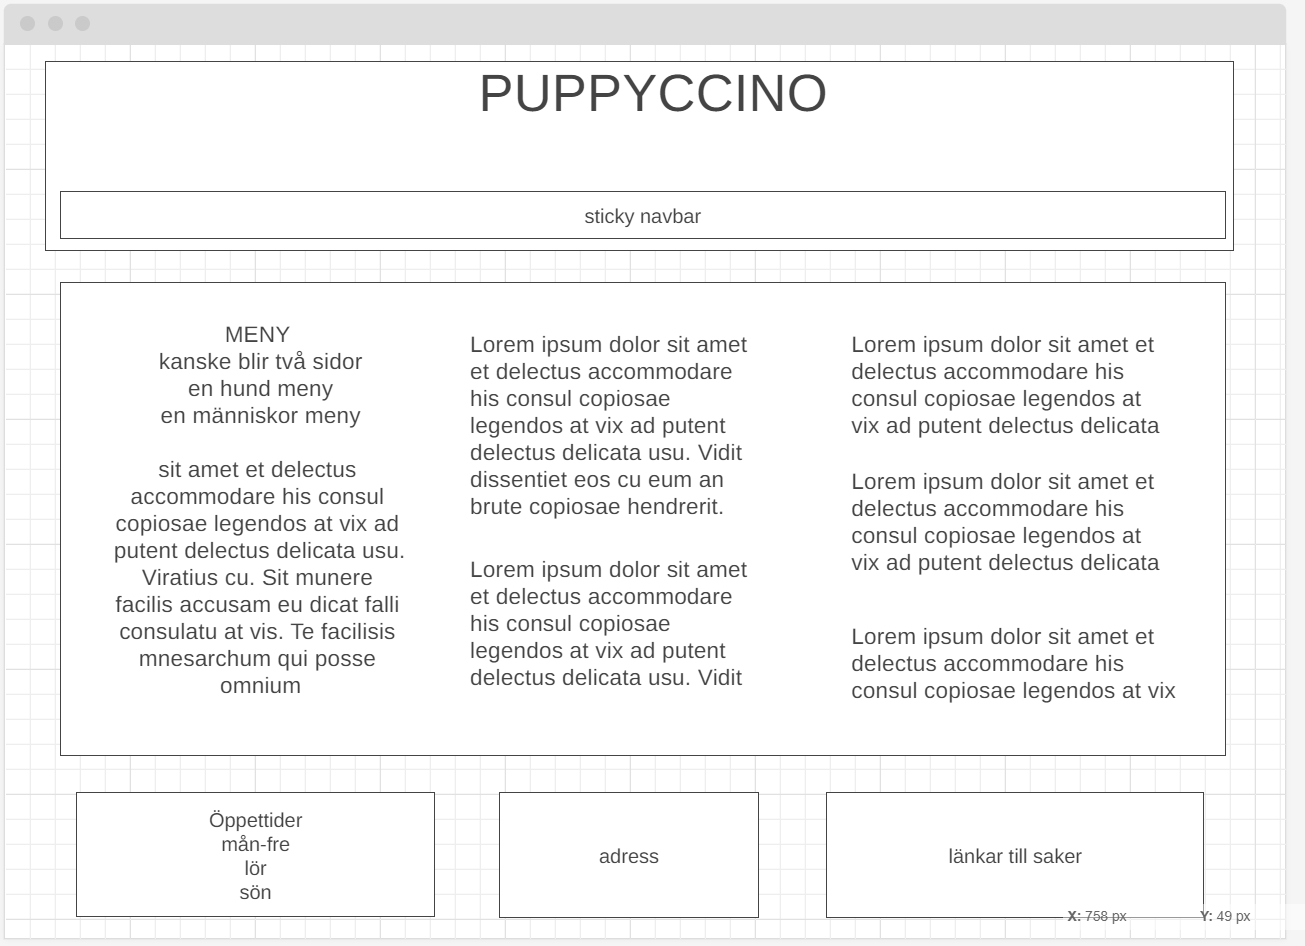 PUPPYCCINO
sticky navbar
MENY
kanske blir två sidor
en hund meny
en människor meny
sit amet et delectus
accommodare his consul
copiosae legendos at vix ad
putent delectus delicata usu.
Viratius cu. Sit munere
facilis accusam eu dicat falli
consulatu at vis. Te facilisis
mnesarchum qui posse
omnium
Lorem ipsum dolor sit amet
et delectus accommodare
his consul copiosae
legendos at vix ad putent
delectus delicata usu. Vidit
dissentiet eos cu eum an
brute copiosae hendrerit.
Lorem ipsum dolor sit amet
et delectus accommodare
his consul copiosae
legendos at vix ad putent
delectus delicata usu. Vidit
Lorem ipsum dolor sit amet et
delectus accommodare his
consul copiosae legendos at
vix ad putent delectus delicata
Lorem ipsum dolor sit amet et
delectus accommodare his
consul copiosae legendos at
vix ad putent delectus delicata
Lorem ipsum dolor sit amet et
delectus accommodare his
consul copiosae legendos at vix
Öppettider
mån-fre
lör
sön
adress
länkar till saker
X: 758 px Y: 49 px